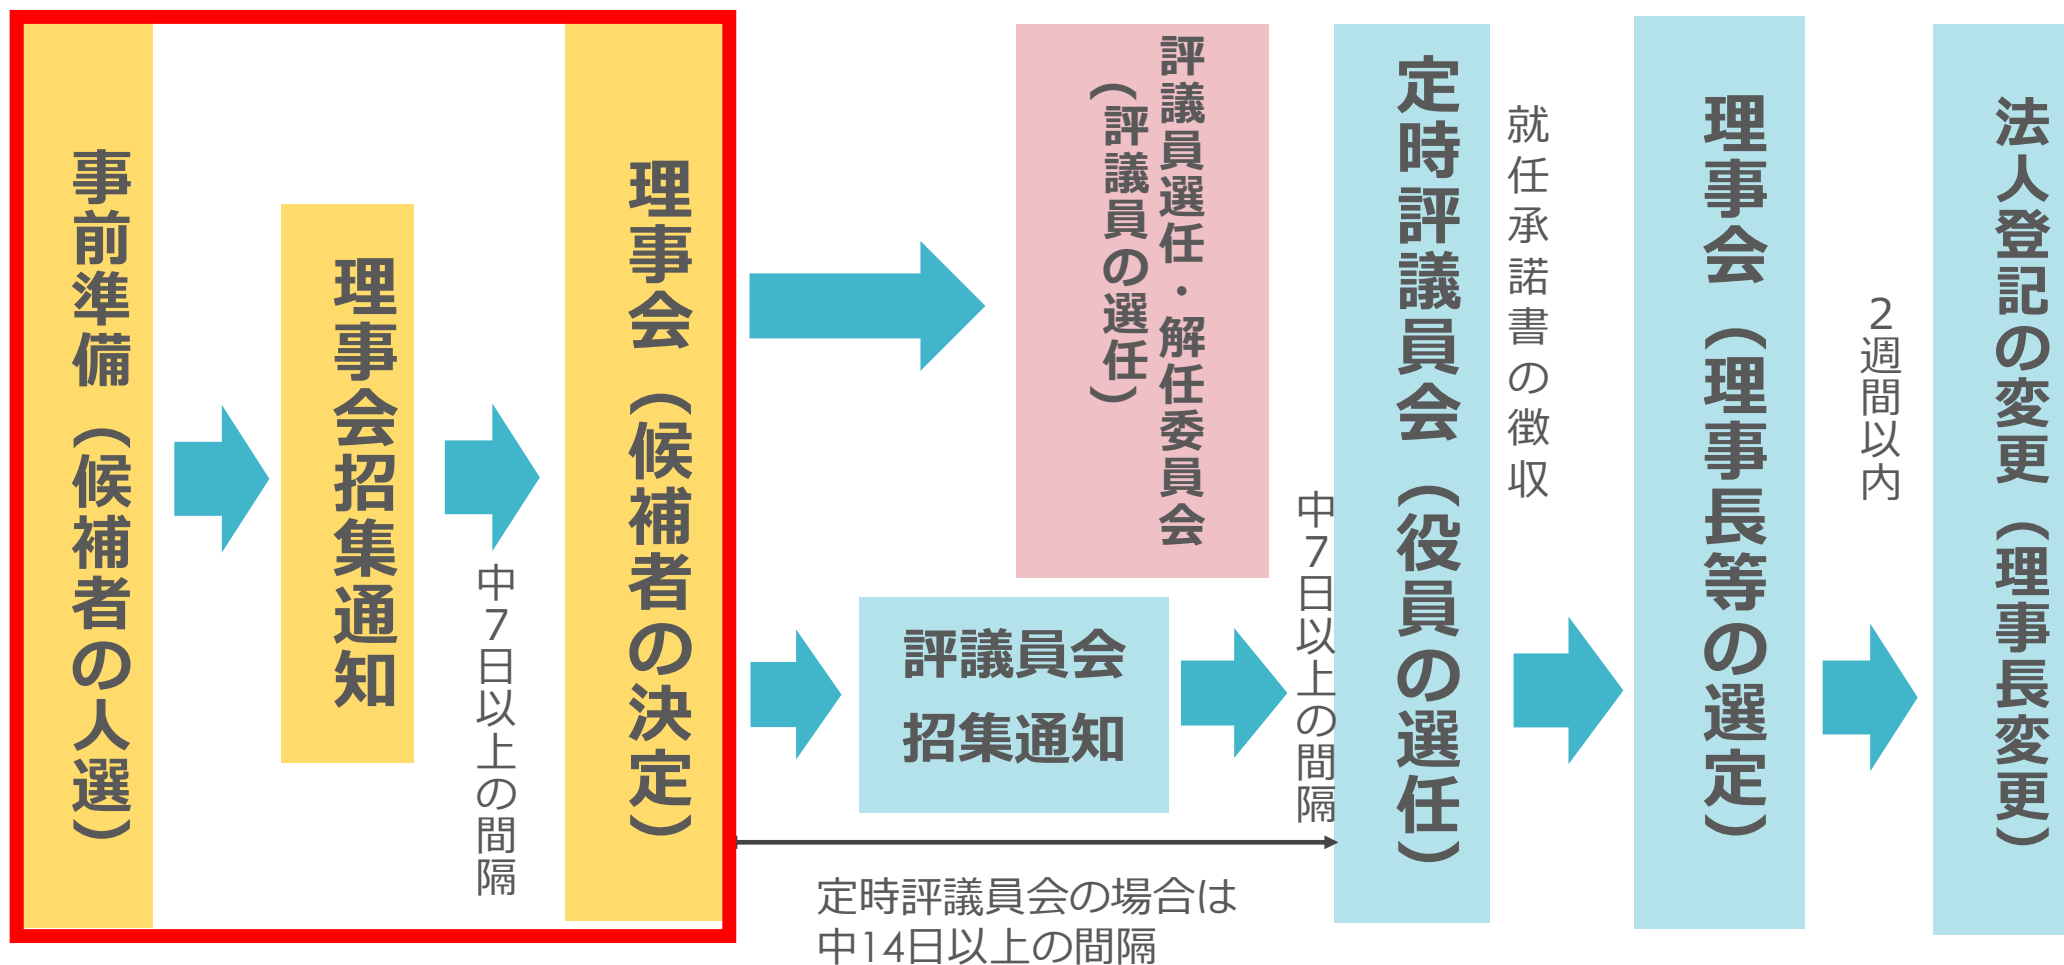 事前準備（候補者の人選）
理事会招集通知
中7日以上の間隔
理事会（候補者の決定）
評議員選任・解任委員会
（評議員の選任）
評議員会
招集通知
中7日以上の間隔
定時評議員会の場合は
中14日以上の間隔
定時評議員会（役員の選任）
就任承諾書の徴収
理事会（理事長等の選定）
2週間以内
法人登記の変更（理事長変更）